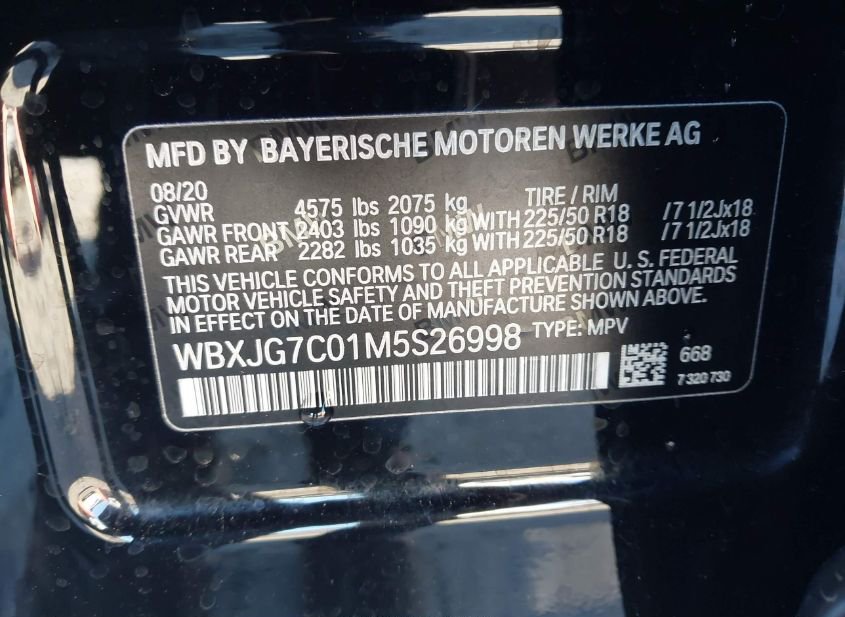 MFD BY BAYERISCHE MOTOREN WERKE AG
08/20 TIRE / RIM
GVWR 4575 lbs 2075 kg
GAWR FRONT 2403 lbs 1090 kg WITH 225/50 R18 /7 1/2Jx18
GAWR REAR 2282 lbs 1035 kg WITH 225/50 R18 /7 1/2Jx18
THIS VEHICLE CONFORMS TO ALL APPLICABLE U. S. FEDERAL
MOTOR VEHICLE SAFETY AND THEFT PREVENTION STANDARDS
IN EFFECT ON THE DATE OF MANUFACTURE SHOWN ABOVE.
WBXJG7C01M5S26998 TYPE: MPV
668
7 320 730